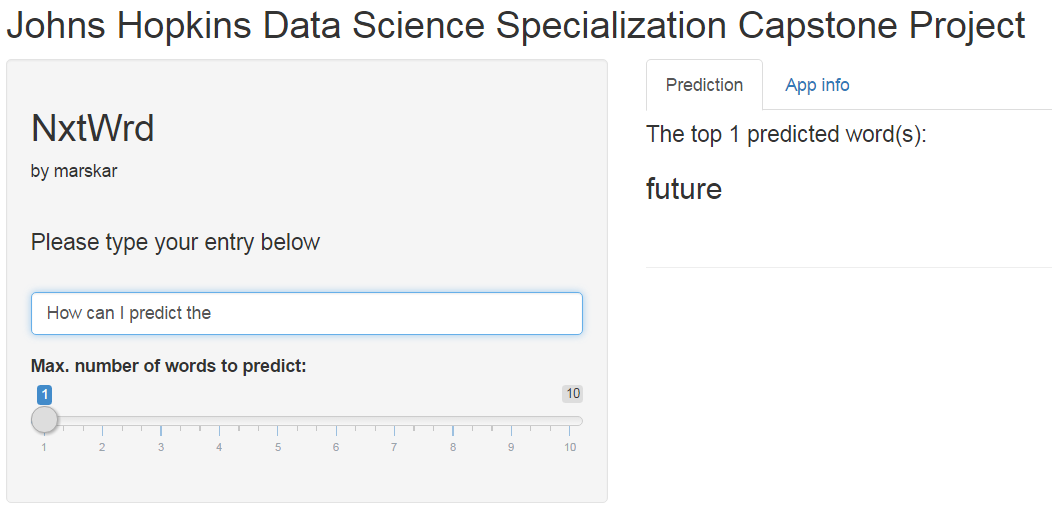 Johns Hopkins Data Science Specialization Capstone Project
NxtWrd
by marskar
Please type your entry below
How can I predict the
Max. number of words to predict:
1 10
1 2 3 4 5 6 7 8 9 10
Prediction App info
The top 1 predicted word(s):
future